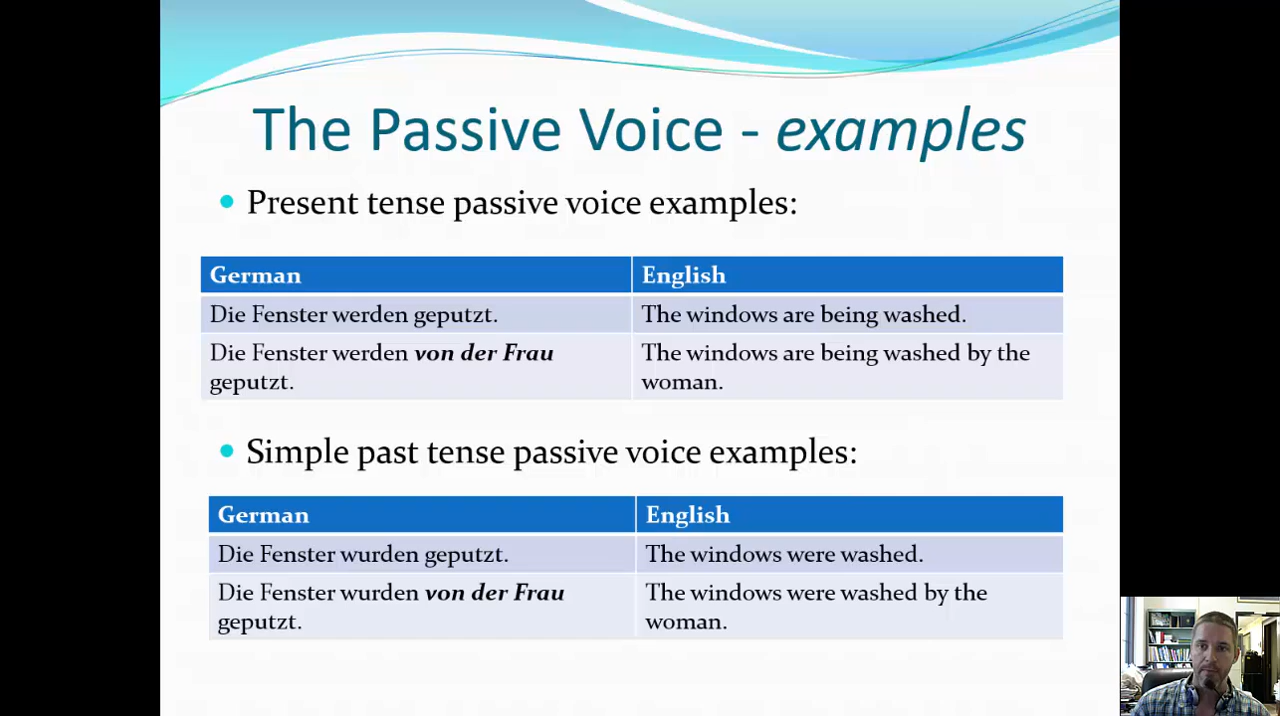 The Passive Voice - examples
Present tense passive voice examples:
German English
Die Fenster werden geputzt. The windows are being washed.
Die Fenster werden von der Frau The windows are being washed by the
geputzt. woman.
Simple past tense passive voice examples:
German English
Die Fenster wurden geputzt. The windows were washed.
Die Fenster wurden von der Frau The windows were washed by the
geputzt. woman.